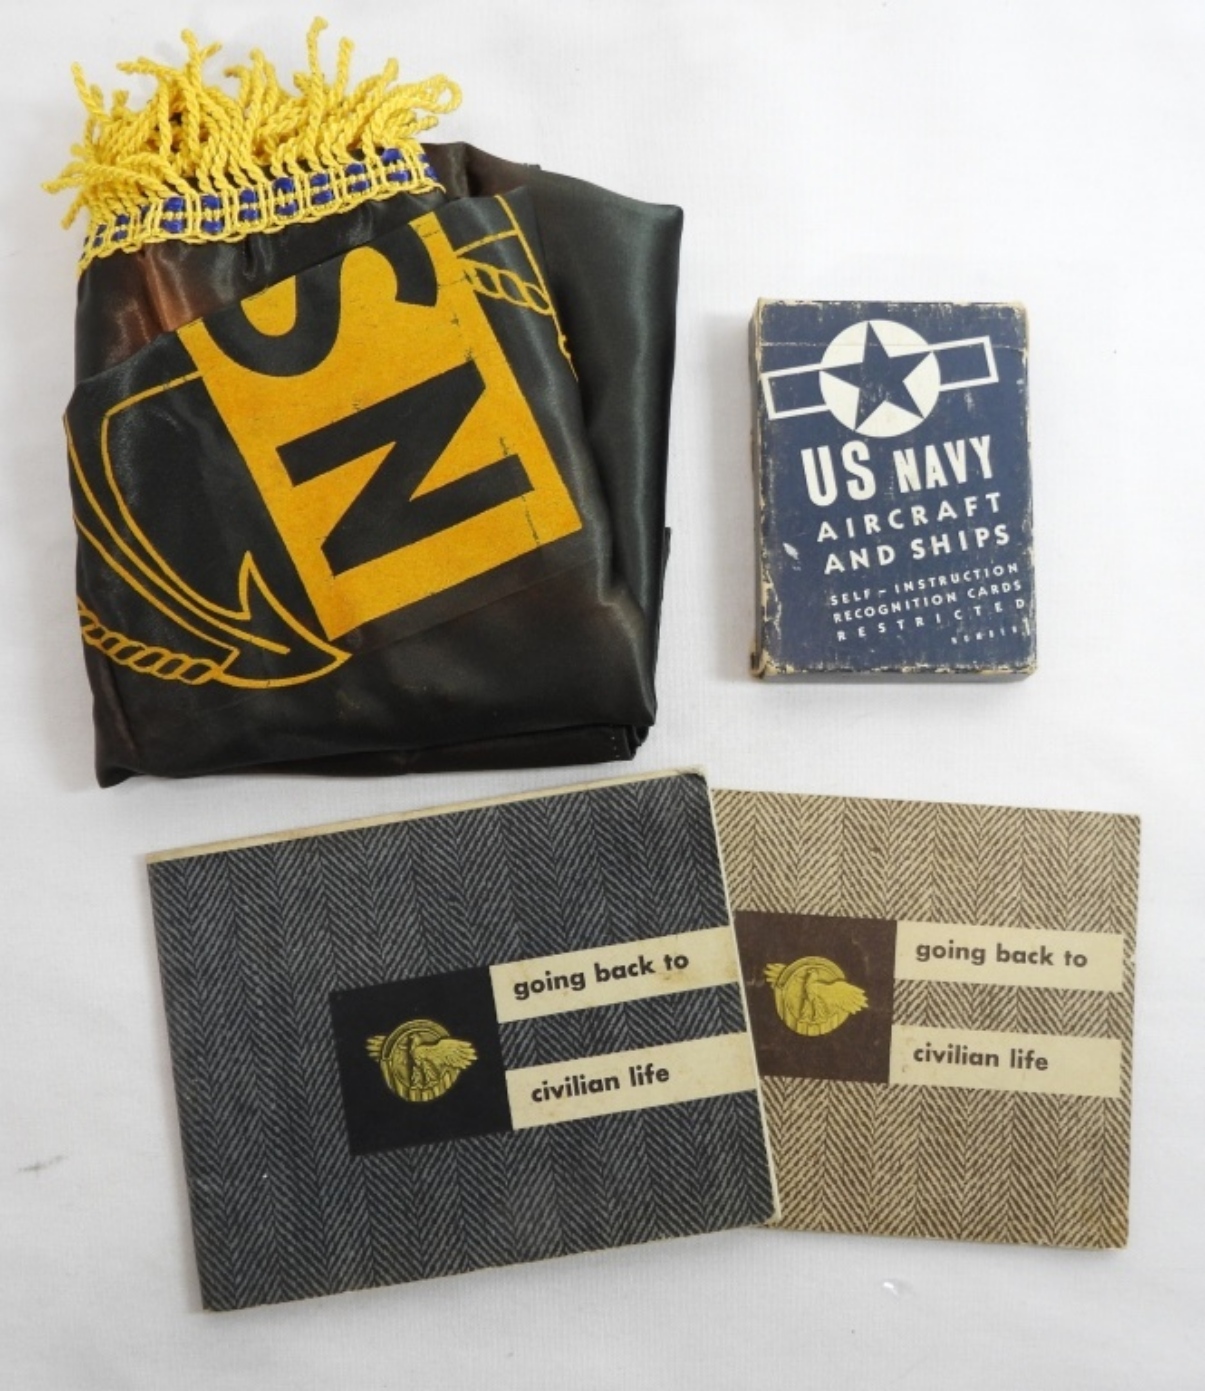 SN
US NAVY
AIRCRAFT
AND SHIPS
SELF-INSTRUCTION
RECOGNITION CARDS
RESTRICTED
going back to
civilian life
going back to
civilian life